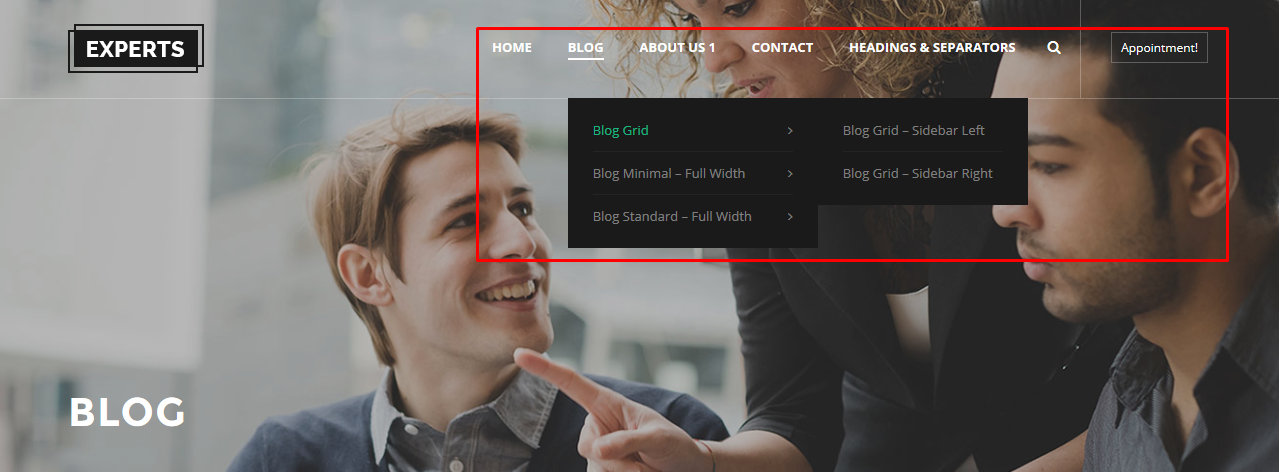 EXPERTS
HOME BLOG ABOUT US 1 CONTACT HEADINGS & SEPARATORS Appointment!
Blog Grid
Blog Minimal – Full Width
Blog Standard – Full Width
Blog Grid – Sidebar Left
Blog Grid – Sidebar Right
BLOG